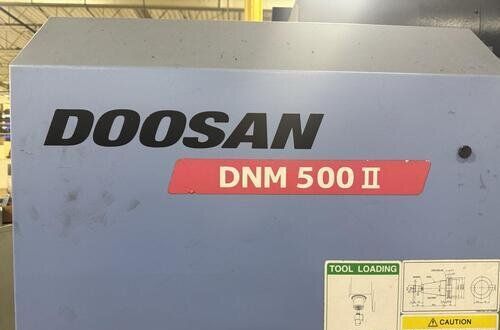 DOOSAN
DNM 500 II
TOOL LOADING
CAUTION